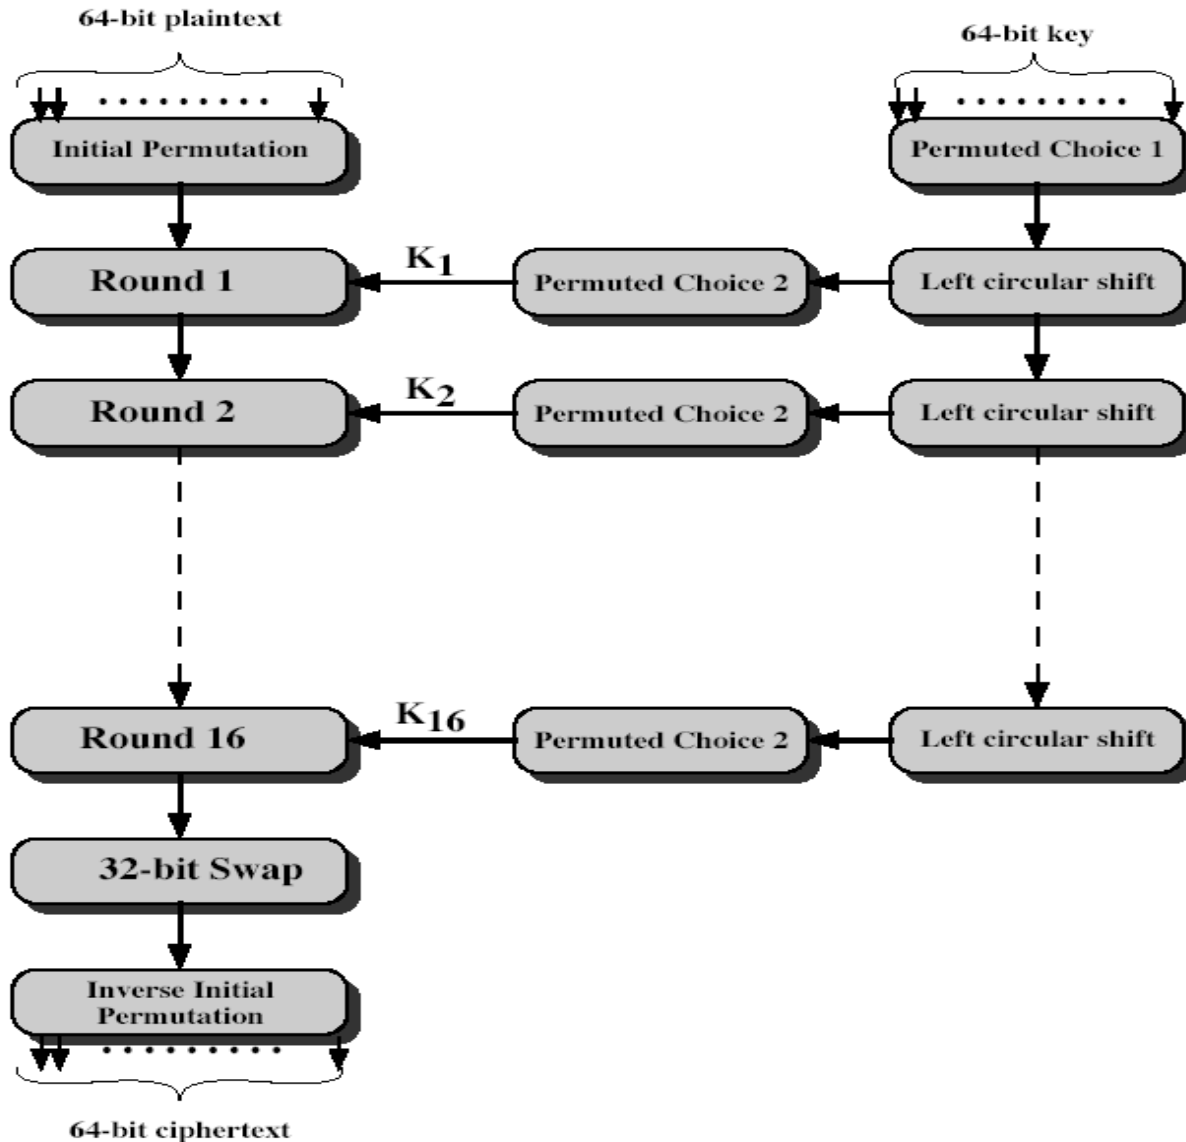 64-bit plaintext
64-bit key
Initial Permutation
Permuted Choice 1
Round 1
K1
Permuted Choice 2
Left circular shift
Round 2
K2
Permuted Choice 2
Left circular shift
Round 16
K16
Permuted Choice 2
Left circular shift
32-bit Swap
Inverse Initial
Permutation
64-bit ciphertext